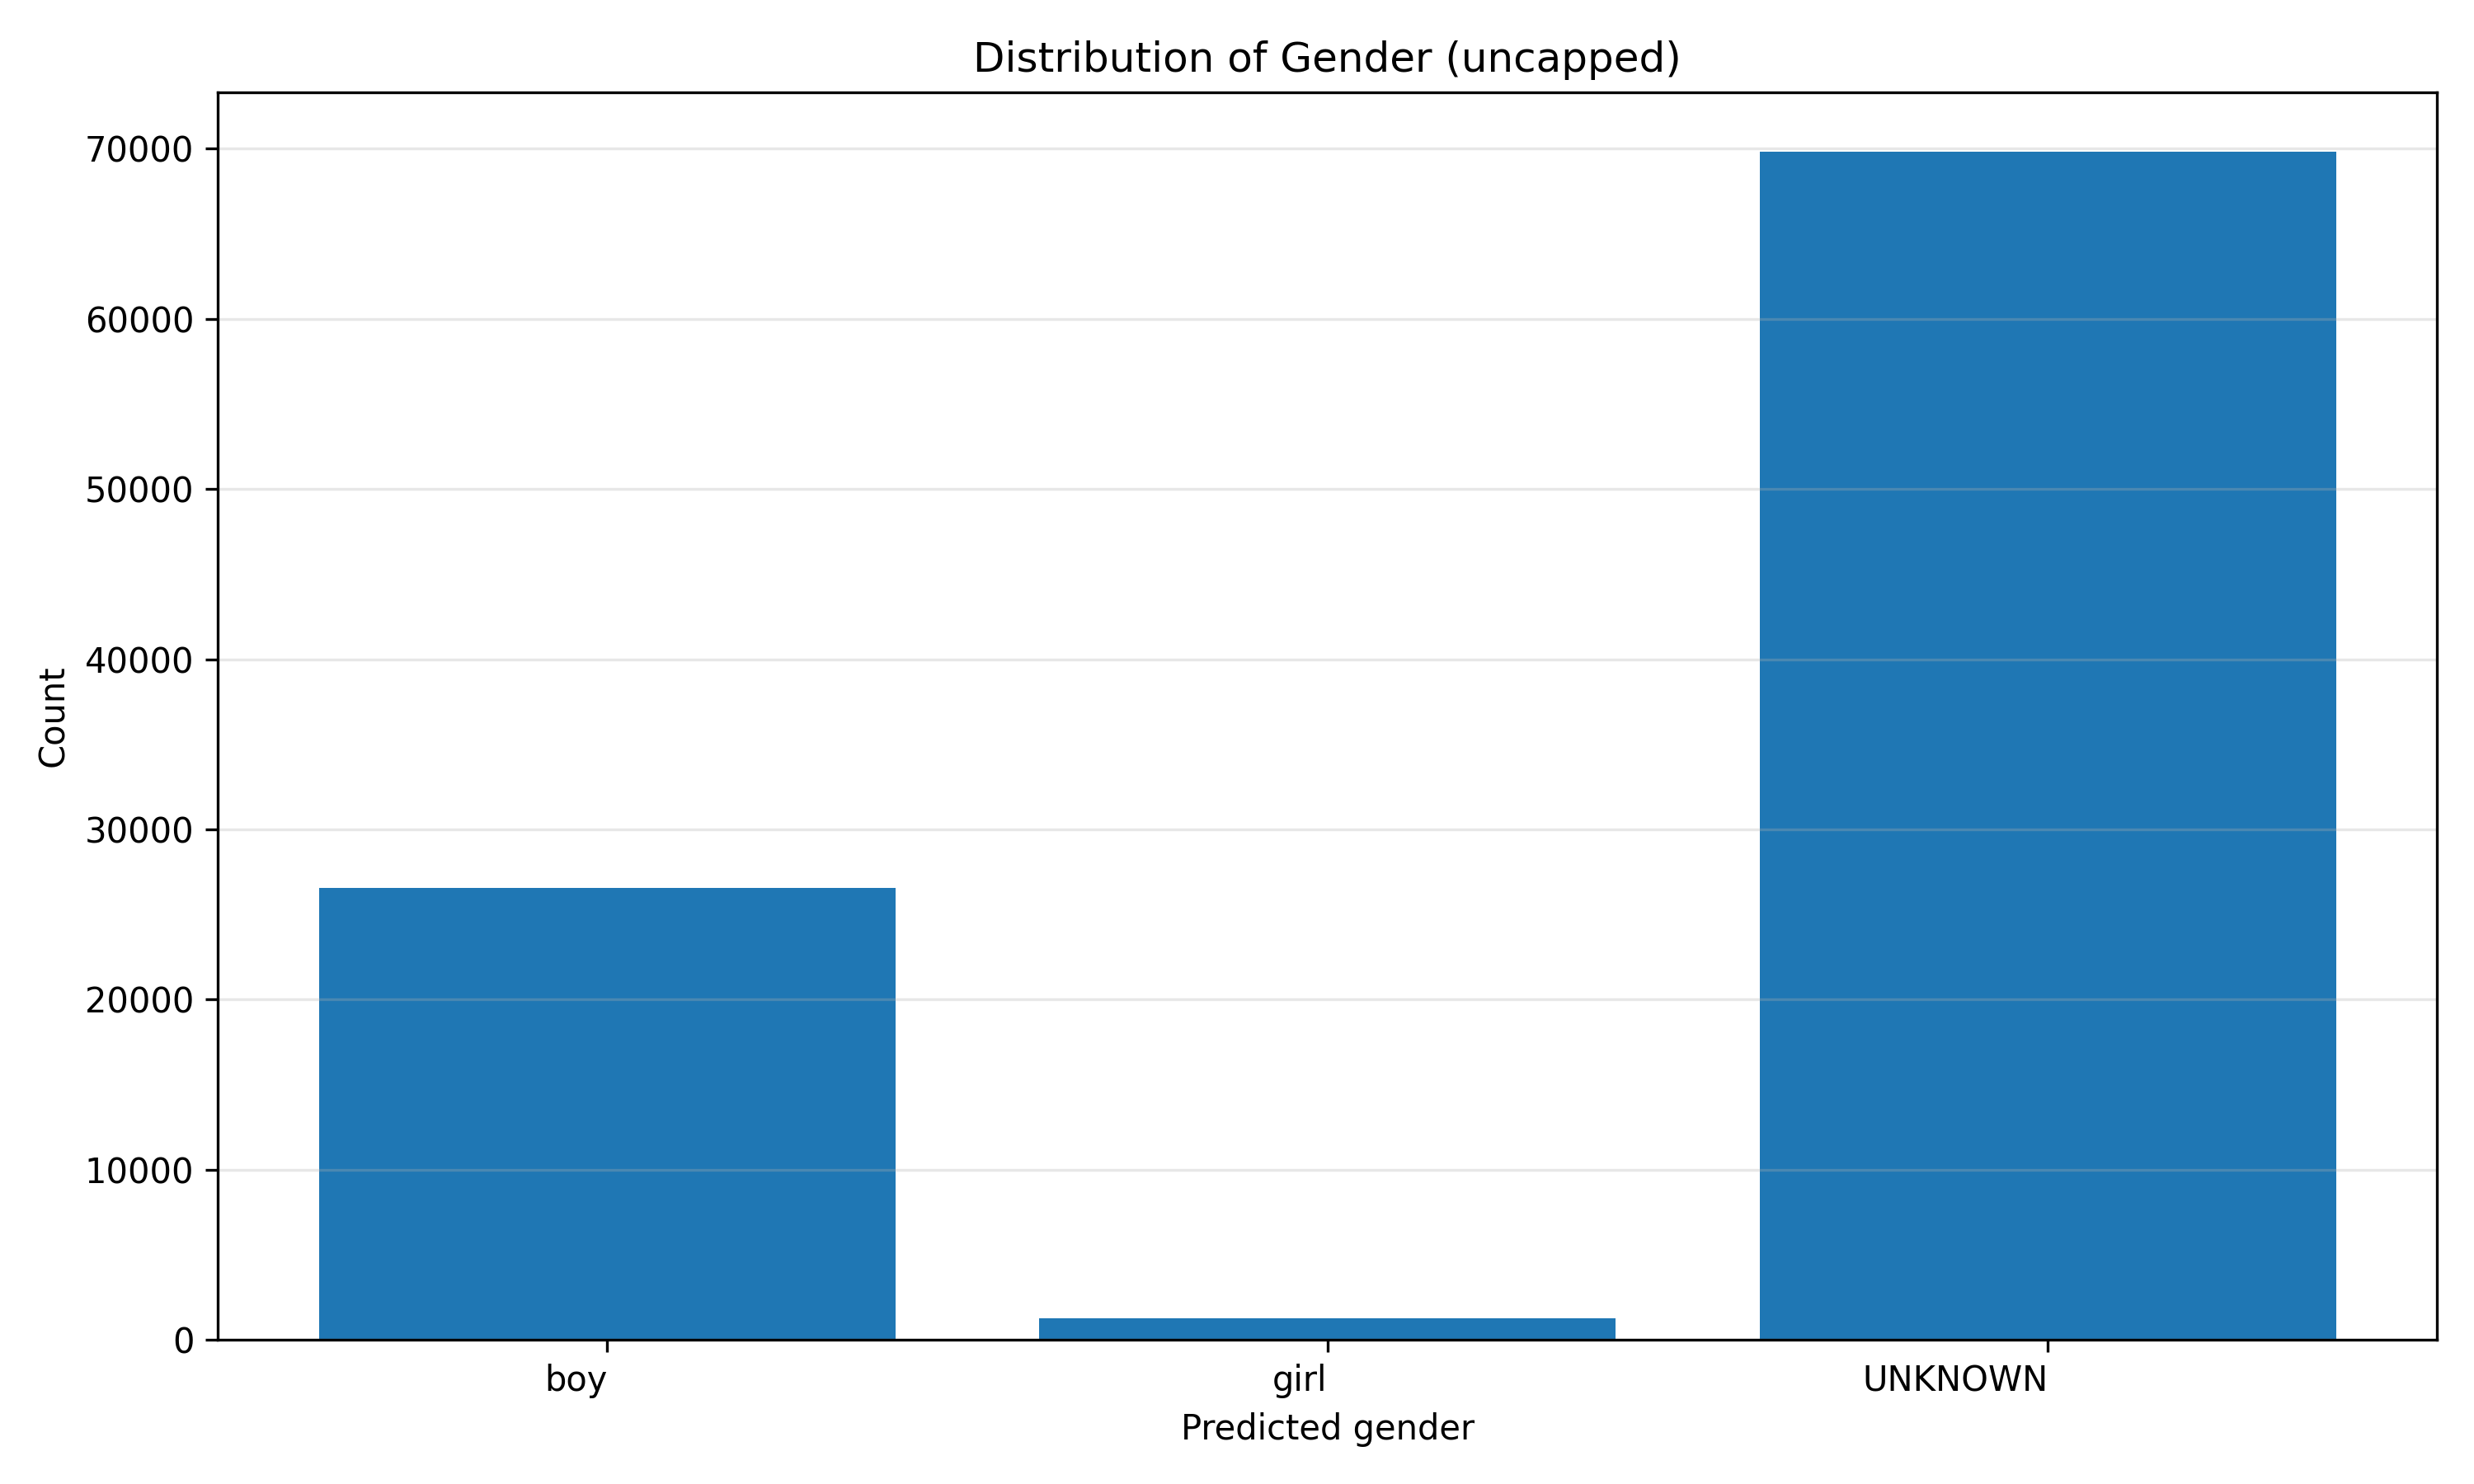 Distribution of Gender (uncapped)
70000
60000
50000
40000
30000
20000
10000
0
Count
boy
girl
UNKNOWN
Predicted gender